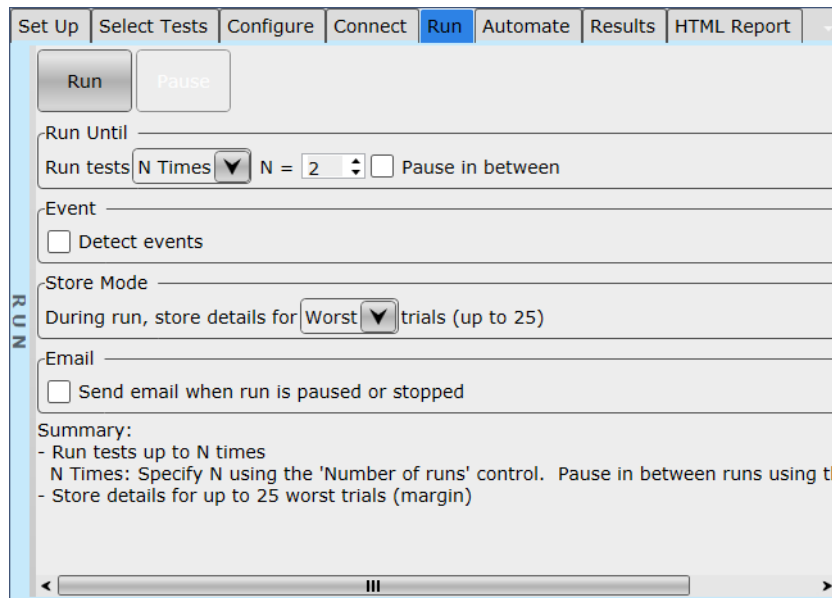 Set Up Select Tests Configure Connect Run Automate Results HTML Report
Run Pause
Run Until
Run tests N Times N = 2 Pause in between
Event
Detect events
Store Mode
During run, store details for Worst trials (up to 25)
RUN
Email
Send email when run is paused or stopped
Summary:
- Run tests up to N times
N Times: Specify N using the 'Number of runs' control. Pause in between runs using
- Store details for up to 25 worst trials (margin)